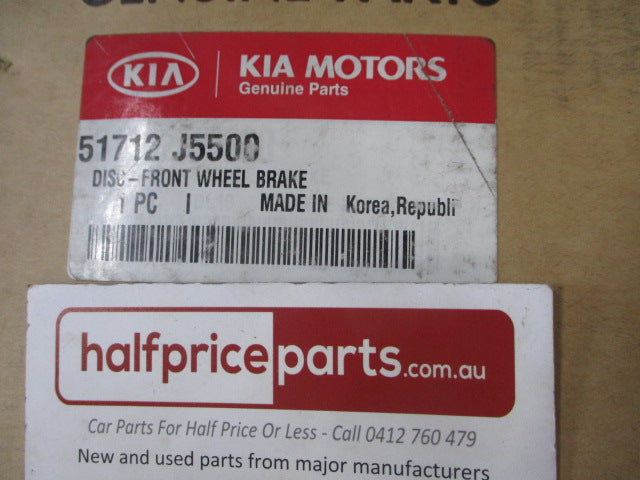 GENUINE PARTS
KIA
KIA MOTORS
Genuine Parts
51712 J5500
DISC-FRONT WHEEL BRAKE
1 PC I MADE IN Korea,Republi
halfpriceparts.com.au
Car Parts For Half Price Or Less - Call 0412 760 479
New and used parts from major manufacturers